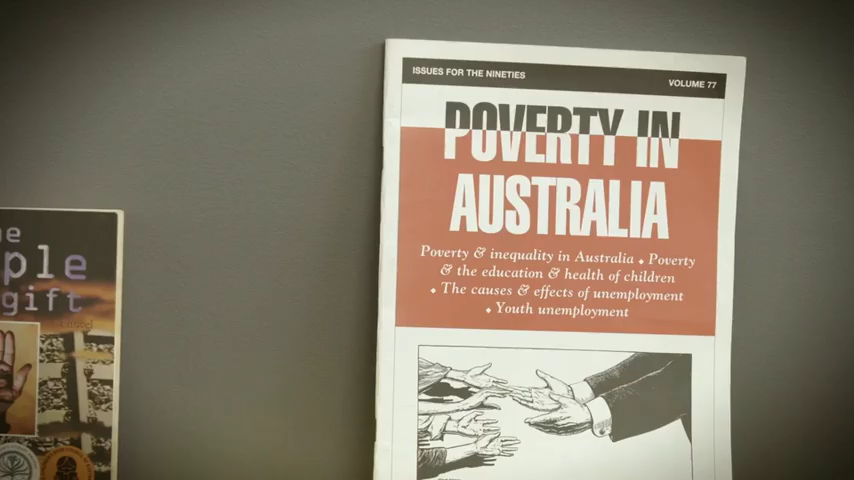 ISSUES FOR THE NINETIES
VOLUME 77
POVERTY IN
AUSTRALIA
Poverty & inequality in Australia ⬥ Poverty
& the education & health of children
⬥ The causes & effects of unemployment
⬥ Youth unemployment
he
ple
gift